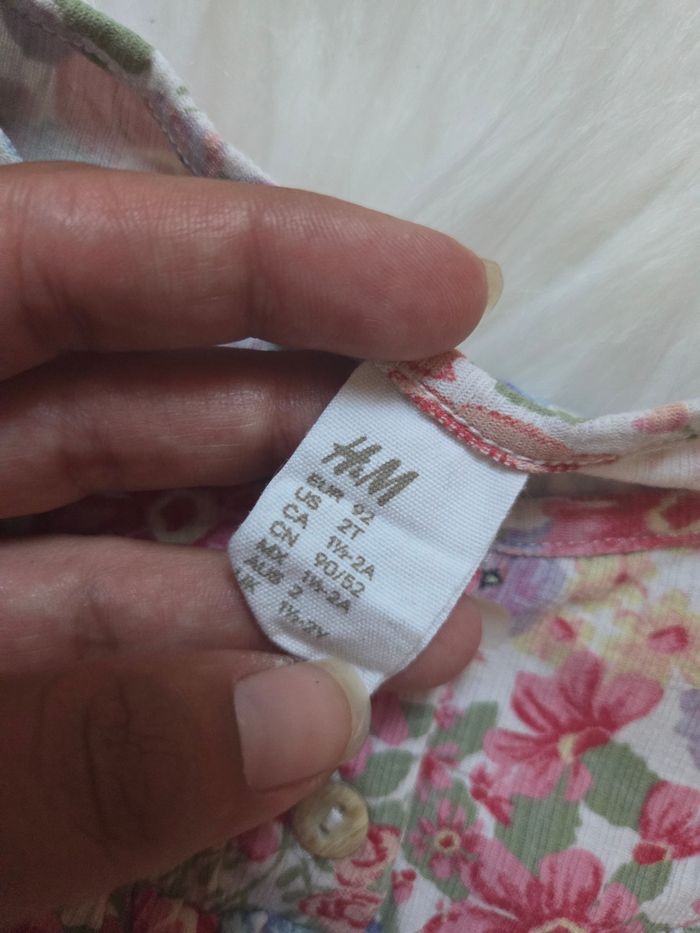 H&M
EUR 92
US 2T
CA 1½-2A
CN 90/52
MX 1½-2A
AUS 2
UK 1½-2Y